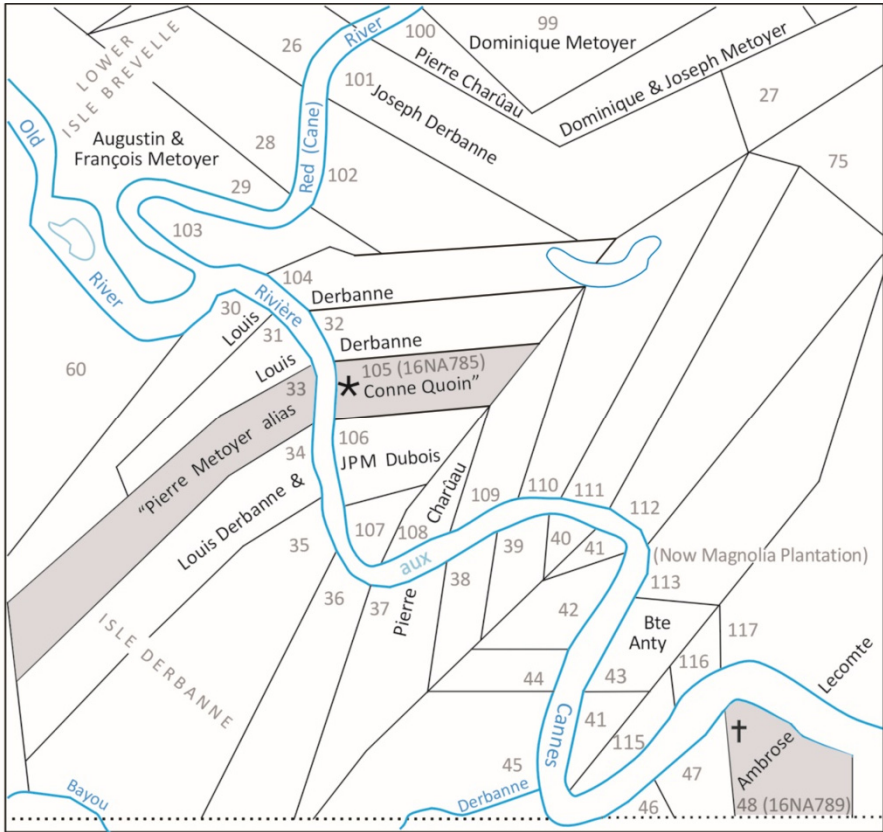 99
Dominique Metoyer
River
100
26
LOWER
ISLE BREVELLE
101
Pierre Charûau
Dominique & Joseph Metoyer
27
Joseph Derbanne
Old
Augustin &
François Metoyer
28
Red (Cane)
102
75
29
103
104
River
30
Rivière
Derbanne
Louis
31
32
Derbanne
60
Louis
105 (16NA785)
33
Conne Quoin”
“Pierre Metoyer alias
106
34
JPM Dubois
Louis Derbanne &
Charûau
109
110
111
112
35
107
108
aux
39
40
41
(Now Magnolia Plantation)
38
113
36
37
Pierre
42
Bte
Anty
117
ISLE DERBANNE
116
44
43
Lecomte
41
Cannes
115
Ambrose
45
47
Bayou
Derbanne
46
48 (16NA789)